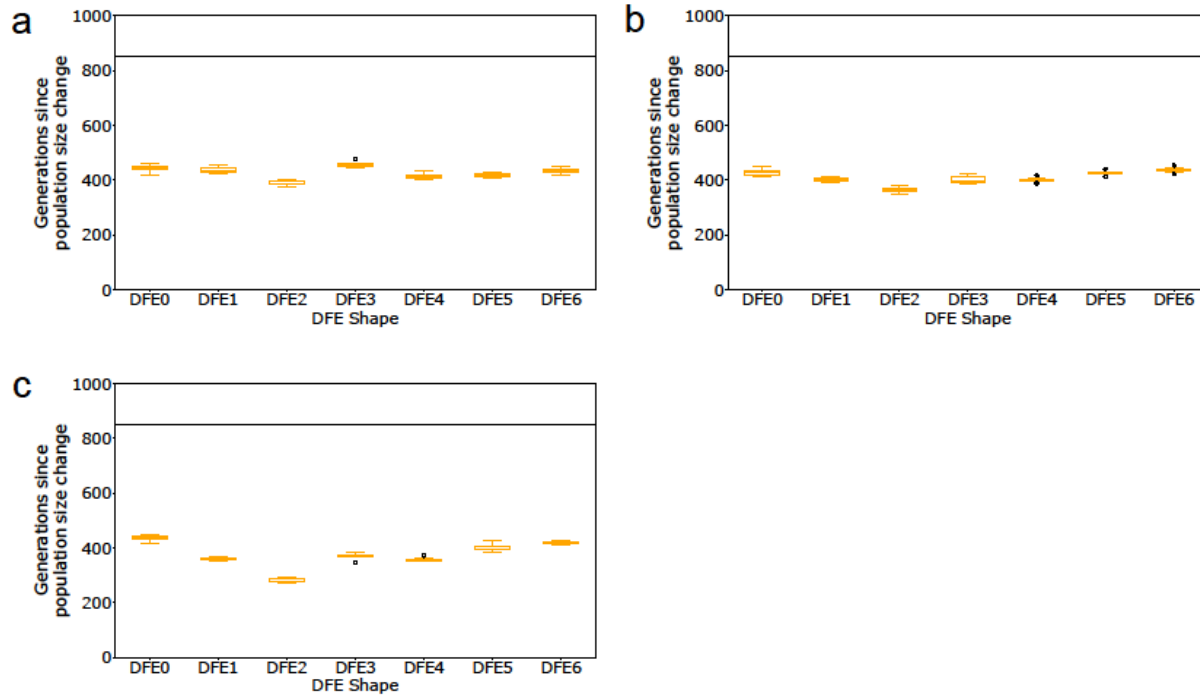 a
Generations since
population size change
1000
800
600
400
200
0
DFE0 DFE1 DFE2 DFE3 DFE4 DFE5 DFE6
DFE Shape
b
Generations since
population size change
1000
800
600
400
200
0
DFE0 DFE1 DFE2 DFE3 DFE4 DFE5 DFE6
DFE Shape
c
Generations since
population size change
1000
800
600
400
200
0
DFE0 DFE1 DFE2 DFE3 DFE4 DFE5 DFE6
DFE Shape